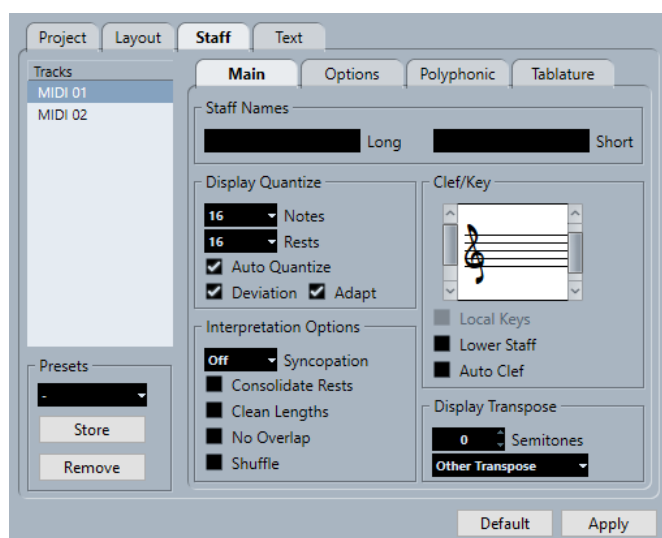 Project Layout Staff Text
Tracks
MIDI 01
MIDI 02
Presets
-
Store
Remove
Main Options Polyphonic Tablature
Staff Names
Long Short
Display Quantize
16 Notes
16 Rests
Auto Quantize
Deviation Adapt
Interpretation Options
Off Syncopation
Consolidate Rests
Clean Lengths
No Overlap
Shuffle
Clef/Key
Local Keys
Lower Staff
Auto Clef
Display Transpose
0 Semitones
Other Transpose
Default Apply